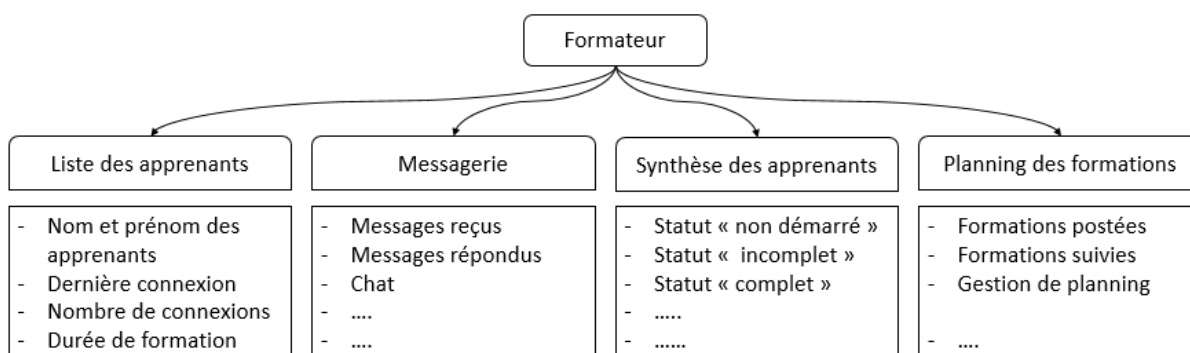 Formateur
Liste des apprenants
Messagerie
Synthèse des apprenants
Planning des formations
- Nom et prénom des
apprenants
- Dernière connexion
- Nombre de connexions
- Durée de formation
- Messages reçus
- Messages répondus
- Chat
- ....
- ....
- Statut « non démarré »
- Statut «  incomplet »
- Statut « complet »
- .....
- ......
- Formations postées
- Formations suivies
- Gestion de planning
- ....